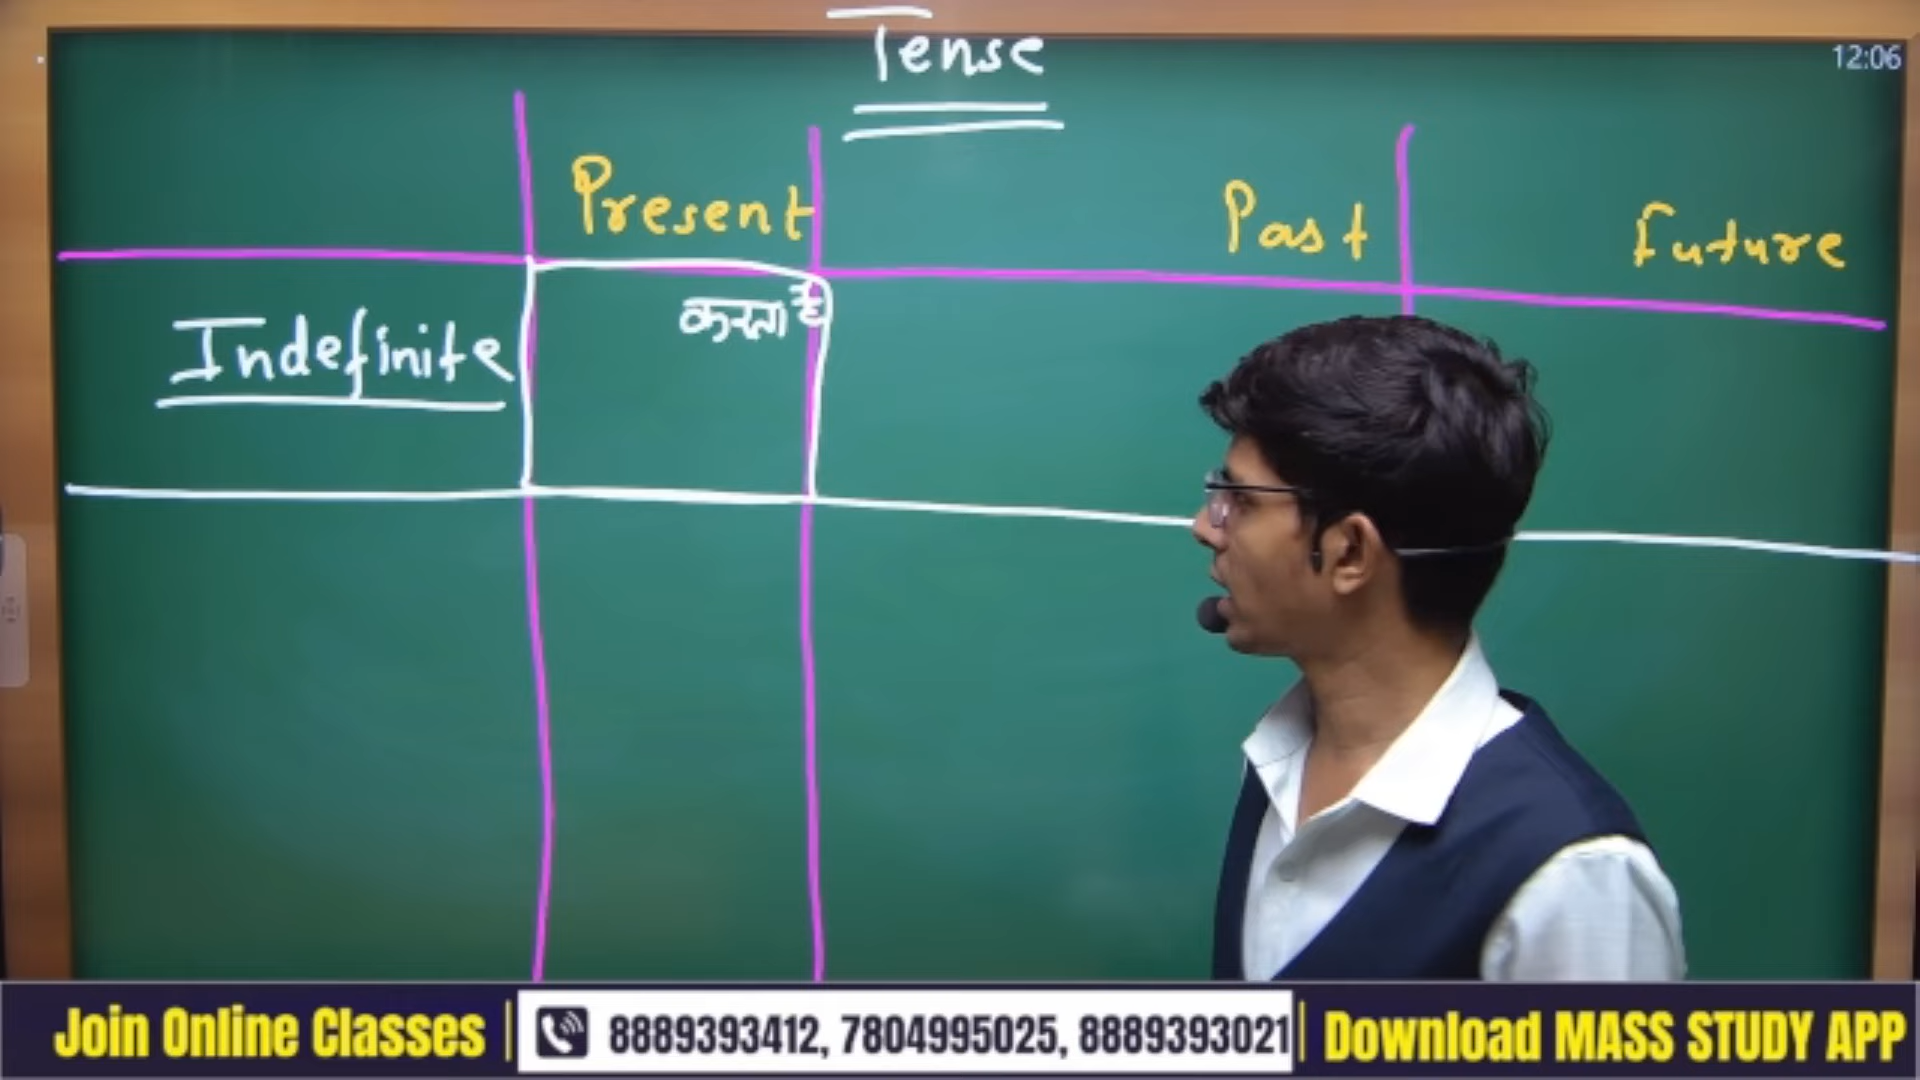 Tense
12:06
Present
Past
Future
Indefinite
करता है
Join Online Classes
8889393412, 7804995025, 8889393021
Download MASS STUDY APP